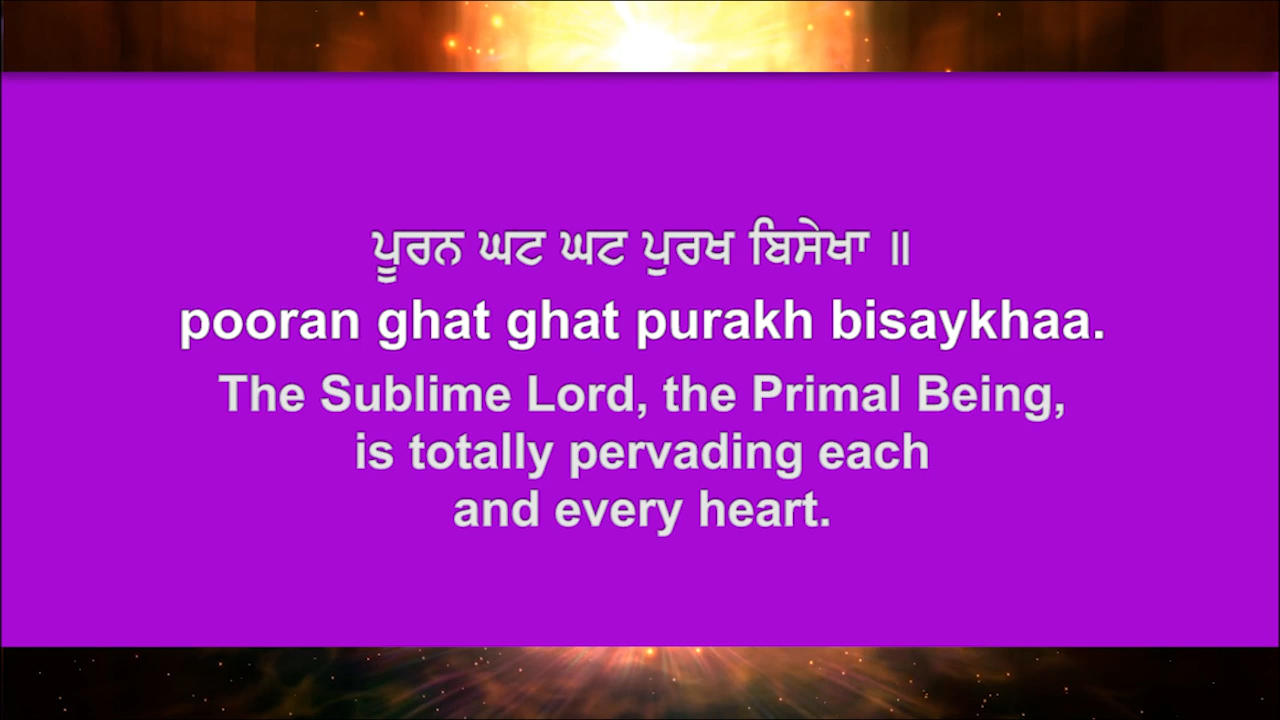 ਪੂਰਨ ਘਟ ਘਟ ਪੁਰਖ ਬਿਸੇਖਾ ॥
pooran ghat ghat purakh bisaykhaa.
The Sublime Lord, the Primal Being,
is totally pervading each
and every heart.